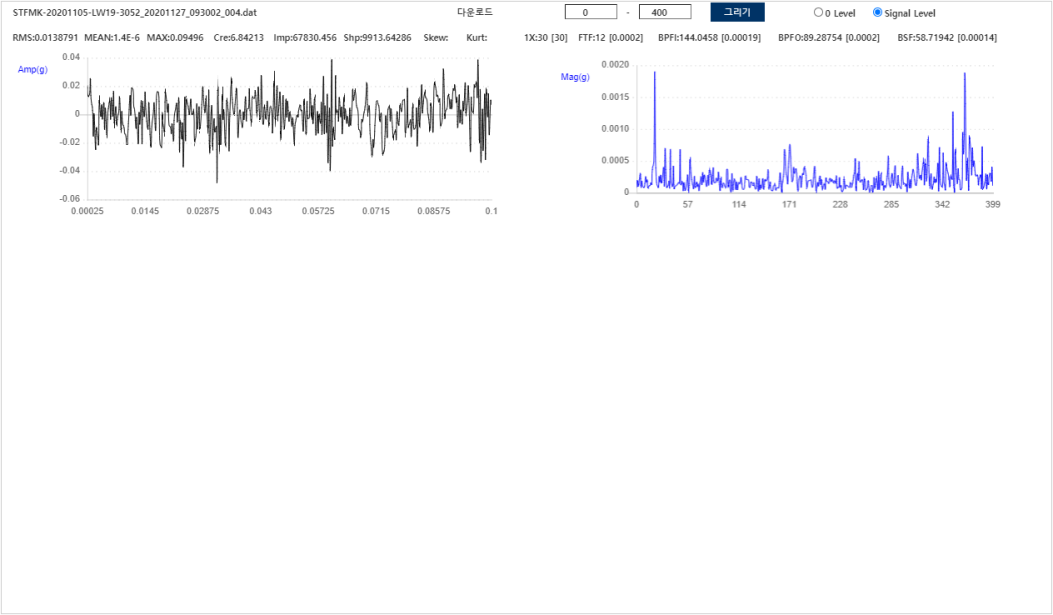 STFMK-20201105-LW19-3052_20201127_093002_004.dat 다운로드 0 - 400 그리기 0 Level Signal Level
RMS:0.0138791 MEAN:1.4E-6 MAX:0.09496 Cre:6.84213 Imp:67830.456 Shp:9913.64286 Skew: Kurt: 1X:30 [30] FTF:12 [0.0002] BPFI:144.0458 [0.00019] BPFO:89.28754 [0.0002] BSF:58.71942 [0.00014]
Amp(g)
0.04
0.02
0
-0.02
-0.04
-0.06
0.00025 0.0145 0.02875 0.043 0.05725 0.0715 0.08575 0.1
Mag(g)
0.0020
0.0015
0.0010
0.0005
0
0 57 114 171 228 285 342 399